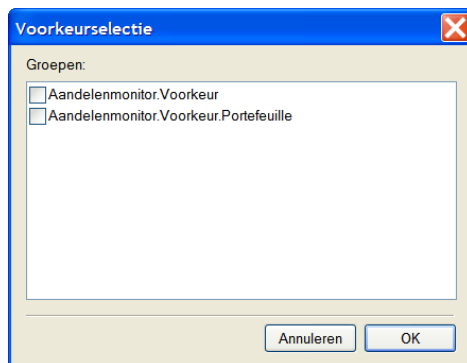 Voorkeurselectie
Groepen:
Aandelenmonitor.Voorkeur
Aandelenmonitor.Voorkeur.Portefeuille
Annuleren
OK